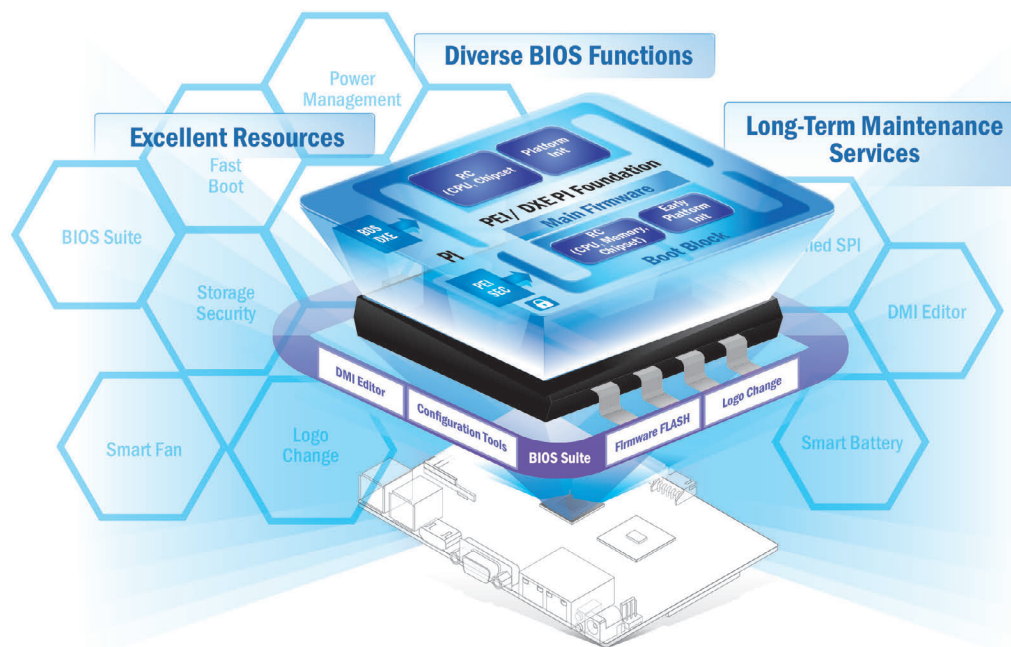 Diverse BIOS Functions
Power
Management
Excellent Resources
Long-Term Maintenance
Services
Fast
Boot
BIOS Suite
Storage
Security
Smart Fan
Logo
Change
RC
(CPU, Chipset
Platform
Init
PEI / DXE,PI Foundation
Main Firmware
BDS
DXE
PI
RC
(CPU, Memory,
Chipset)
Early
Platform
Init
Boot Block
PEI
SEC
SPI
DMI Editor
Smart Battery
DMI Editor
Configuration Tools
BIOS Suite
Firmware FLASH
Logo Change